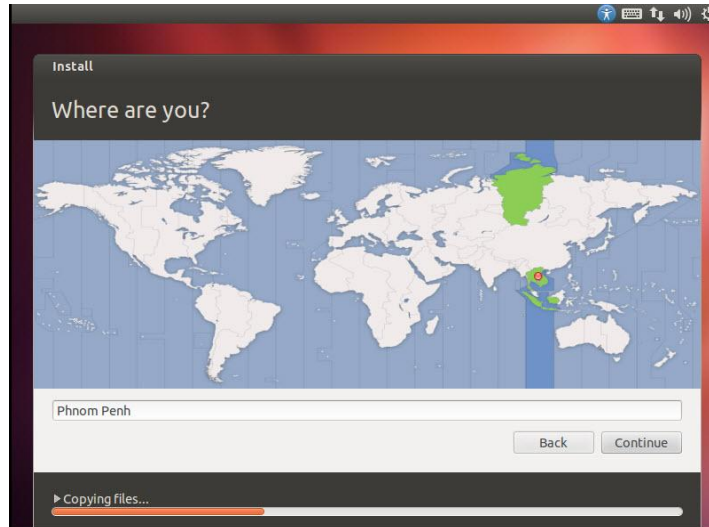 Install
Where are you?
Phnom Penh
Back Continue
Copying files...